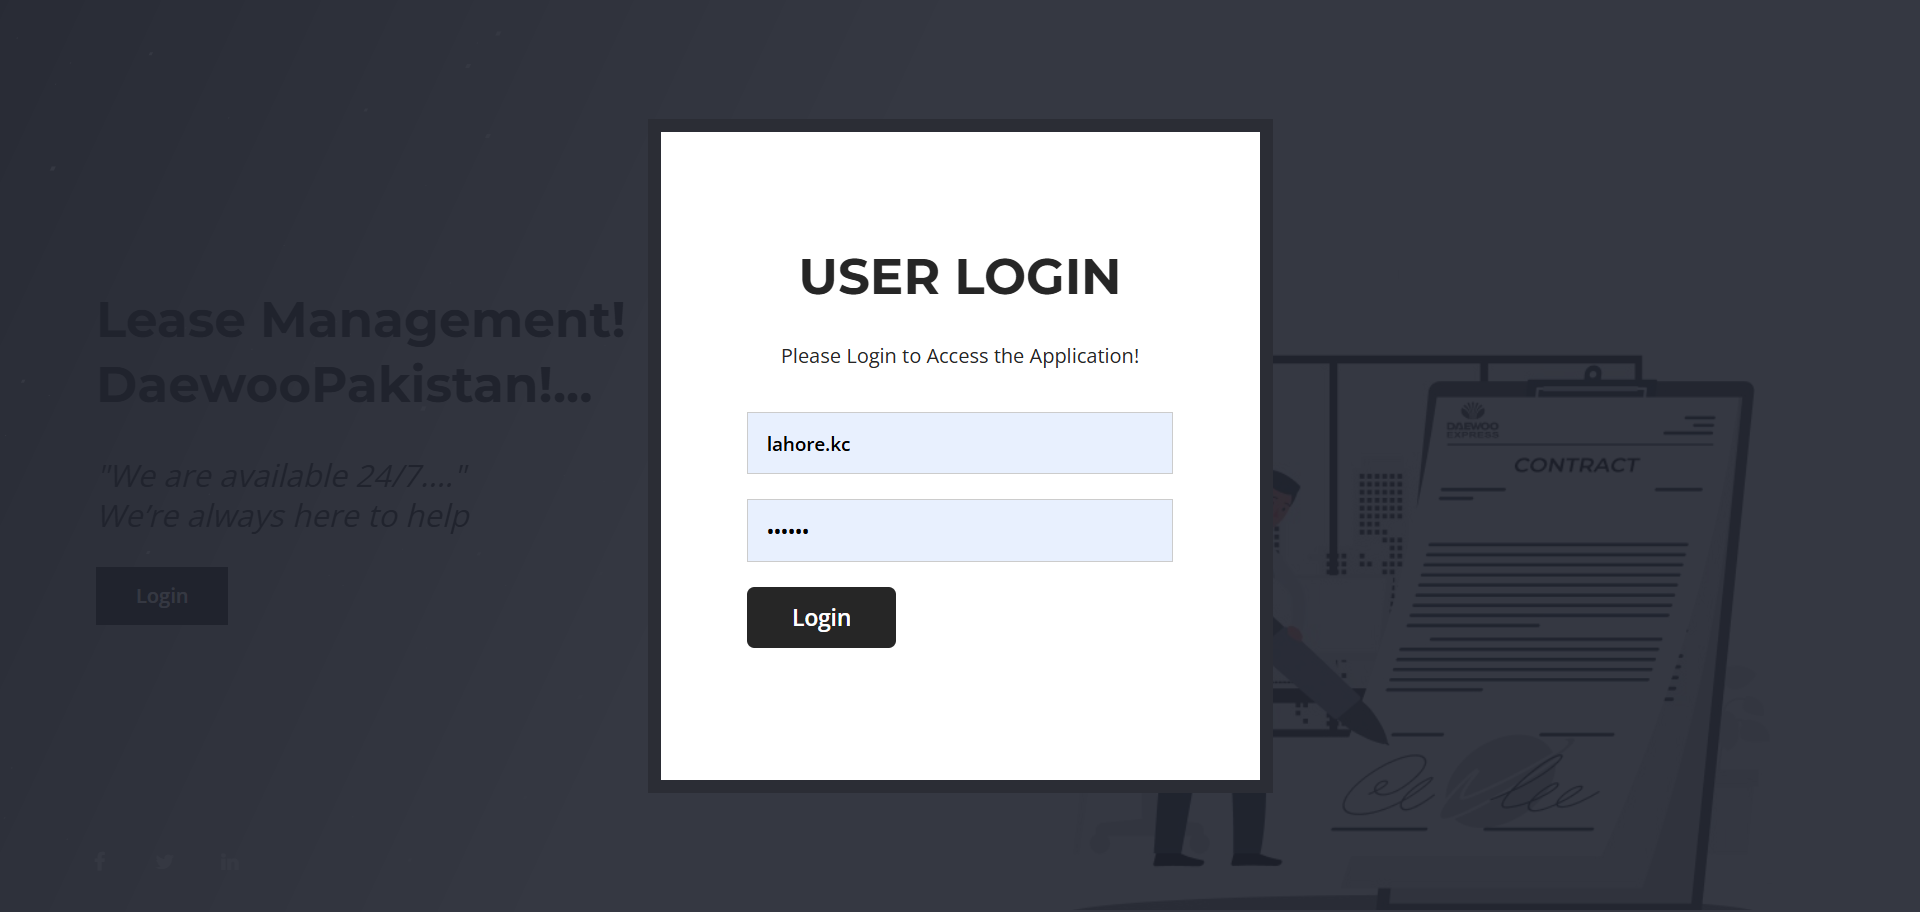 USER LOGIN
Please Login to Access the Application!
lahore.kc
••••••
Login
Lease Management!
DaewooPakistan!...
"We are available 24/7...."
We're always here to help
Login
DAEWOO
EXPRESS
CONTRACT